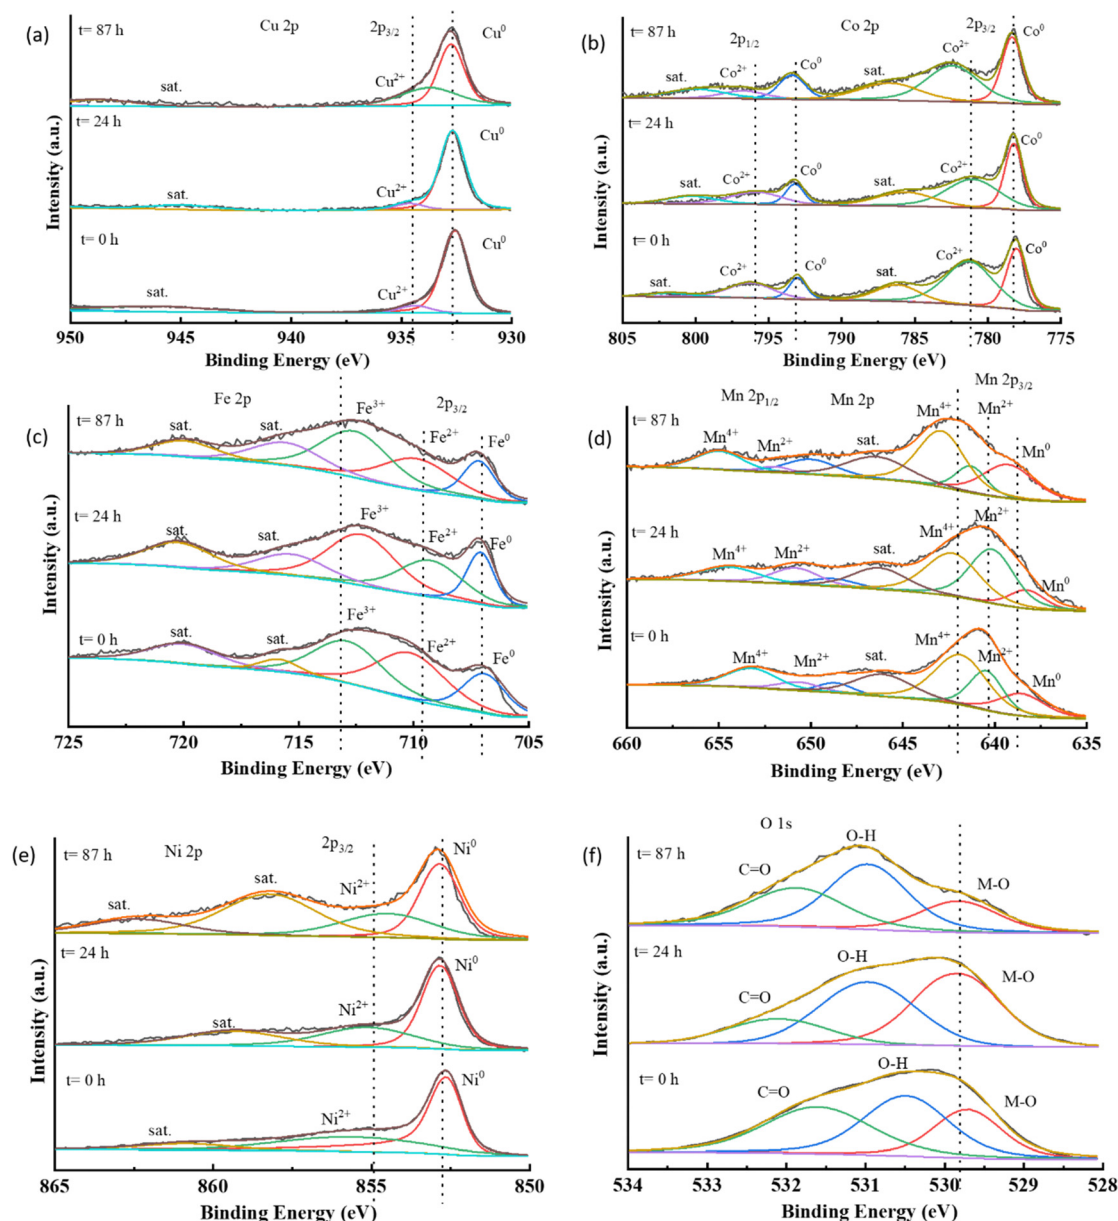 (a)
t= 87 h
Cu 2p
2p3/2
Cu0
sat.
Cu2+
t= 24 h
Cu0
sat.
Cu2+
t= 0 h
Cu0
sat.
Cu2+
Intensity (a.u.)
950 945 940 935 930
Binding Energy (eV)
(b)
t= 87 h
Co 2p
2p1/2
2p3/2
Co0
sat.
Co2+
Co0
sat.
Co2+
t= 24 h
sat.
Co2+
Co0
sat.
Co2+
Co0
t= 0 h
sat.
Co2+
Co0
sat.
Co2+
Co0
Intensity (a.u.)
805 800 795 790 785 780 775
Binding Energy (eV)
(c)
Fe 2p
2p3/2
t= 87 h
sat.
sat.
Fe3+
Fe2+
Fe0
t= 24 h
sat.
sat.
Fe3+
Fe2+
Fe0
t= 0 h
sat.
sat.
Fe3+
Fe2+
Fe0
Intensity (a.u.)
725 720 715 710 705
Binding Energy (eV)
(d)
Mn 2p1/2
Mn 2p
Mn 2p3/2
t= 87 h
Mn4+
Mn2+
sat.
Mn4+
Mn2+
Mn0
t= 24 h
Mn4+
Mn2+
sat.
Mn4+
Mn2+
Mn0
t= 0 h
Mn4+
Mn2+
sat.
Mn4+
Mn2+
Mn0
Intensity (a.u.)
660 655 650 645 640 635
Binding Energy (eV)
(e)
t= 87 h
Ni 2p
2p3/2
Ni0
sat.
sat.
Ni2+
t= 24 h
Ni0
sat.
Ni2+
t= 0 h
Ni0
sat.
Ni2+
Intensity (a.u.)
865 860 855 850
Binding Energy (eV)
(f)
O 1s
t= 87 h
C=O
O-H
M-O
t= 24 h
C=O
O-H
M-O
t= 0 h
C=O
O-H
M-O
Intensity (a.u.)
534 533 532 531 530 529 528
Binding Energy (eV)